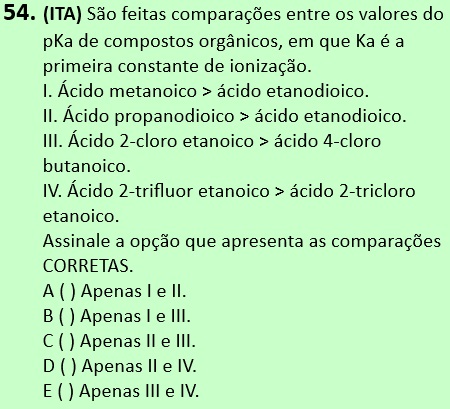 54. (ITA) São feitas comparações entre os valores do
pKa de compostos orgânicos, em que Ka é a
primeira constante de ionização.
I. Ácido metanoico > ácido etanodioico.
II. Ácido propanodioico > ácido etanodioico.
III. Ácido 2-cloro etanoico > ácido 4-cloro
butanoico.
IV. Ácido 2-trifluor etanoico > ácido 2-tricloro
etanoico.
Assinale a opção que apresenta as comparações
CORRETAS.
A ( ) Apenas I e II.
B ( ) Apenas I e III.
C ( ) Apenas II e III.
D ( ) Apenas II e IV.
E ( ) Apenas III e IV.